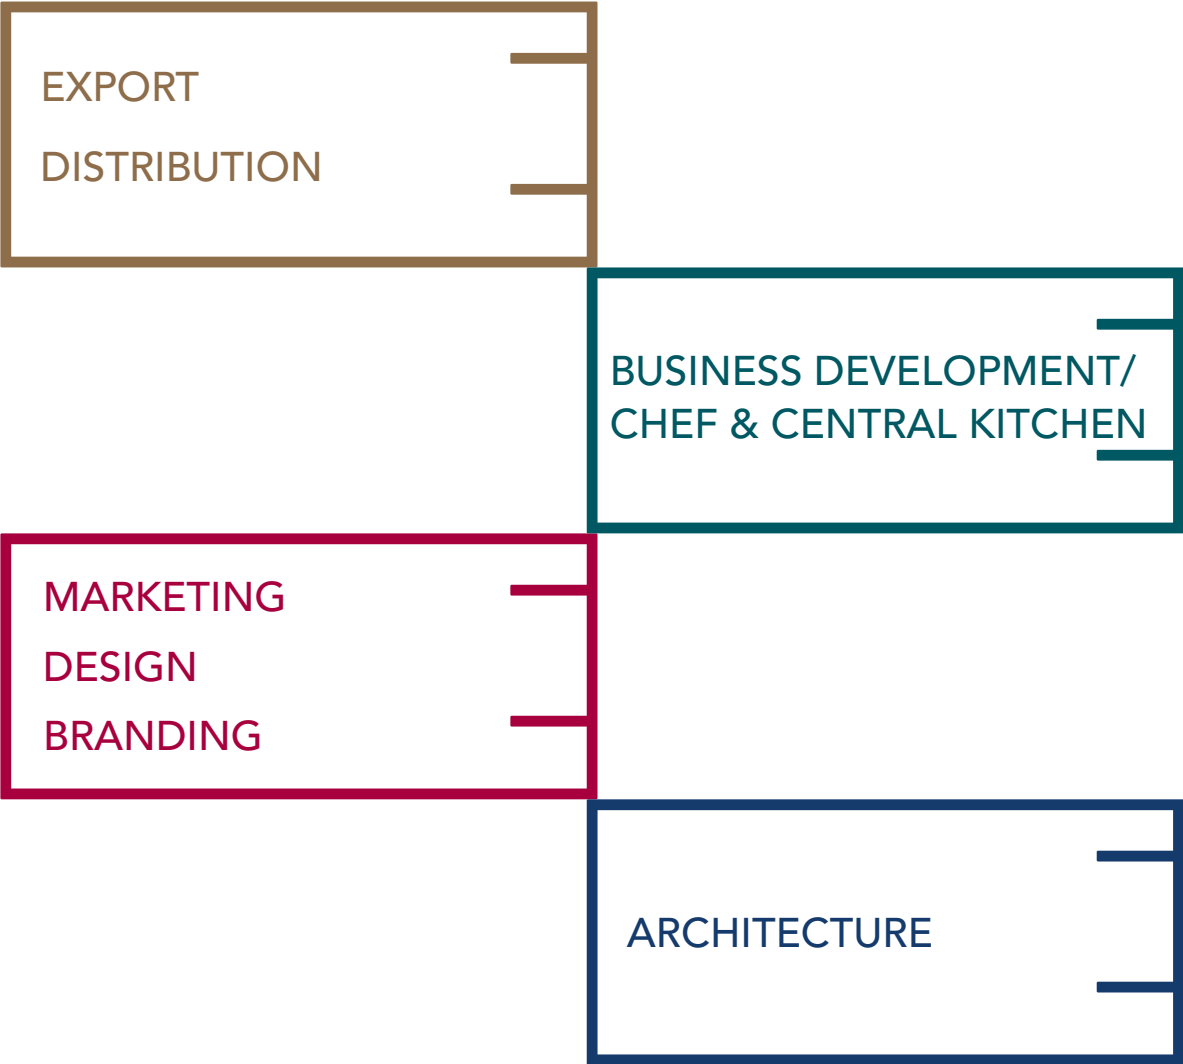 EXPORT
DISTRIBUTION
BUSINESS DEVELOPMENT/
CHEF & CENTRAL KITCHEN
MARKETING
DESIGN
BRANDING
ARCHITECTURE